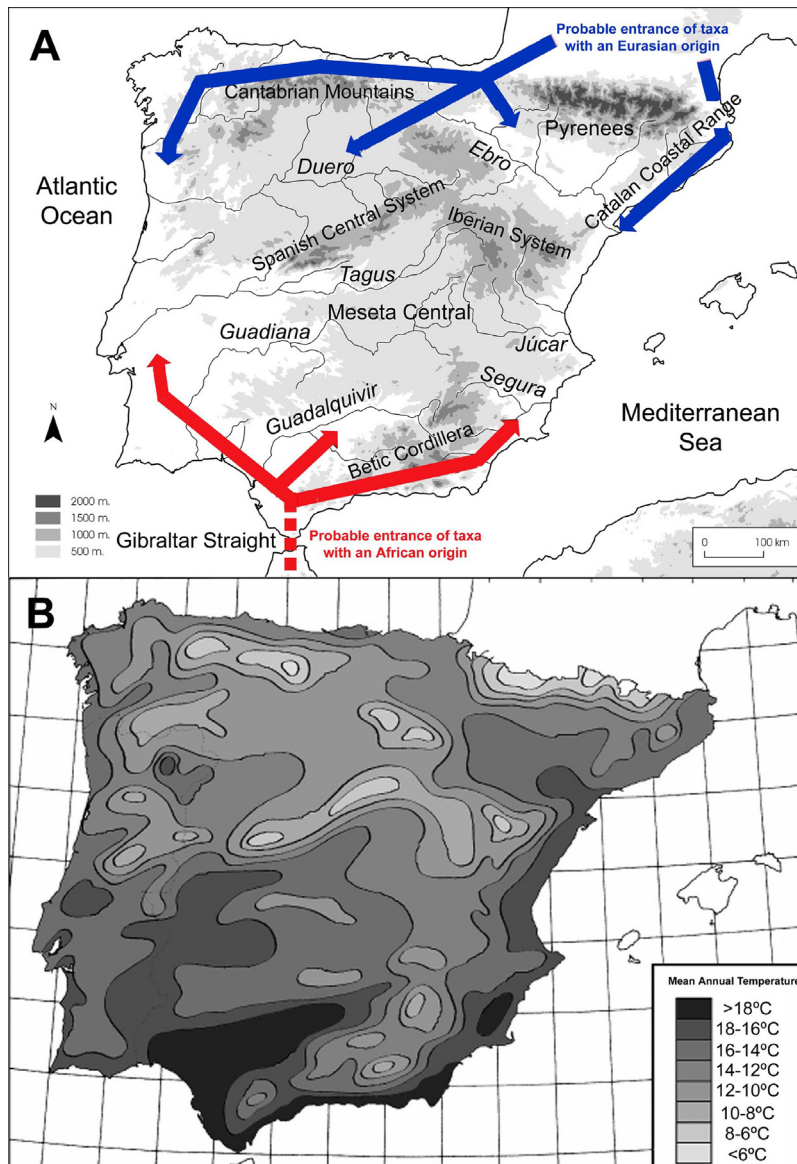 A
Probable entrance of taxa
with an Eurasian origin
Cantabrian Mountains
Pyrenees
Catalan Coastal Range
Ebro
Duero
Atlantic
Ocean
Spanish Central System
Iberian System
Tagus
Meseta Central
Guadiana
Júcar
Segura
Guadalquivir
Mediterranean
Sea
Betic Cordillera
N
2000 m.
1500 m.
1000 m.
500 m.
Gibraltar Straight
Probable entrance of taxa
with an African origin
0 100 km
B
Mean Annual Temperature
>18ºC
18-16ºC
16-14ºC
14-12ºC
12-10ºC
10-8ºC
8-6ºC
<6ºC